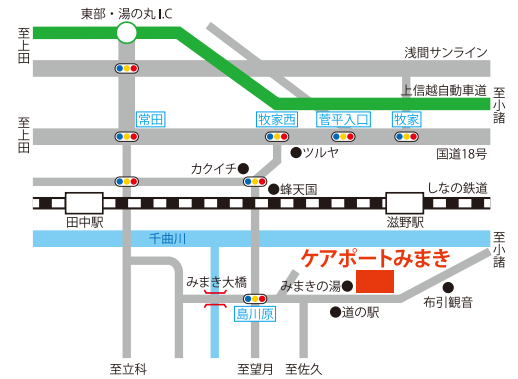 東部・湯の丸I.C
至上田
浅間サンライン
上信越自動車道
至小諸
至上田
常田
牧家西
菅平入口
牧家
ツルヤ
国道18号
カクイチ
蜂天国
しなの鉄道
田中駅
滋野駅
千曲川
至小諸
ケアポートみまき
みまき大橋
みまきの湯
布引観音
島川原
道の駅
至立科
至望月
至佐久